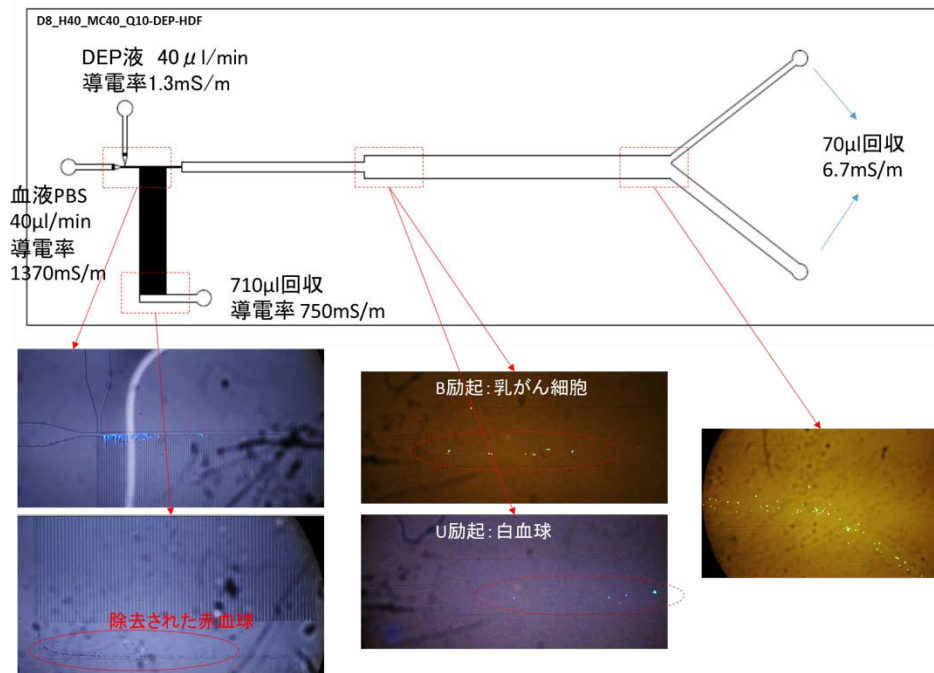 D8_H40_MC40_Q10-DEP-HDF
DEP液　40μl/min
導電率1.3mS/m
血液PBS
40μl/min
導電率
1370mS/m
70μl回収
6.7mS/m
710μl回収
導電率 750mS/m
B励起：乳がん細胞
U励起：白血球
除去された赤血球